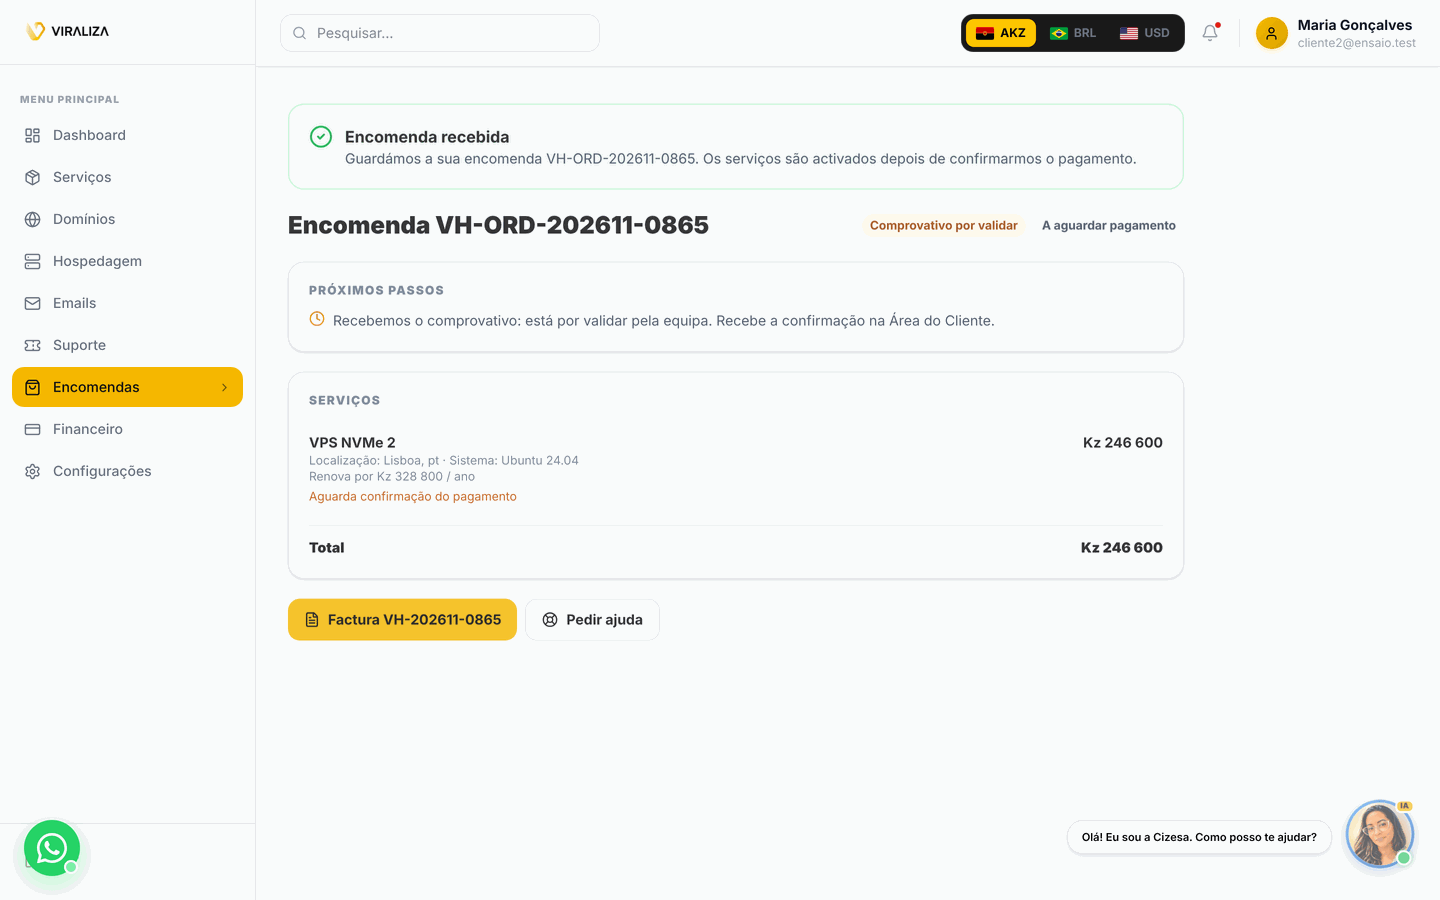 VIRALIZA
Pesquisar...
AKZ
BRL
USD
Maria Gonçalves
cliente2@ensaio.test
MENU PRINCIPAL
Dashboard
Serviços
Domínios
Hospedagem
Emails
Suporte
Encomendas
Financeiro
Configurações
Encomenda recebida
Guardámos a sua encomenda VH-ORD-202611-0865. Os serviços são activados depois de confirmarmos o pagamento.
Encomenda VH-ORD-202611-0865
Comprovativo por validar
A aguardar pagamento
PRÓXIMOS PASSOS
Recebemos o comprovativo: está por validar pela equipa. Recebe a confirmação na Área do Cliente.
SERVIÇOS
VPS NVMe 2
Kz 246 600
Localização: Lisboa, pt · Sistema: Ubuntu 24.04
Renova por Kz 328 800 / ano
Aguarda confirmação do pagamento
Total
Kz 246 600
Factura VH-202611-0865
Pedir ajuda
Olá! Eu sou a Cizesa. Como posso te ajudar?
IA